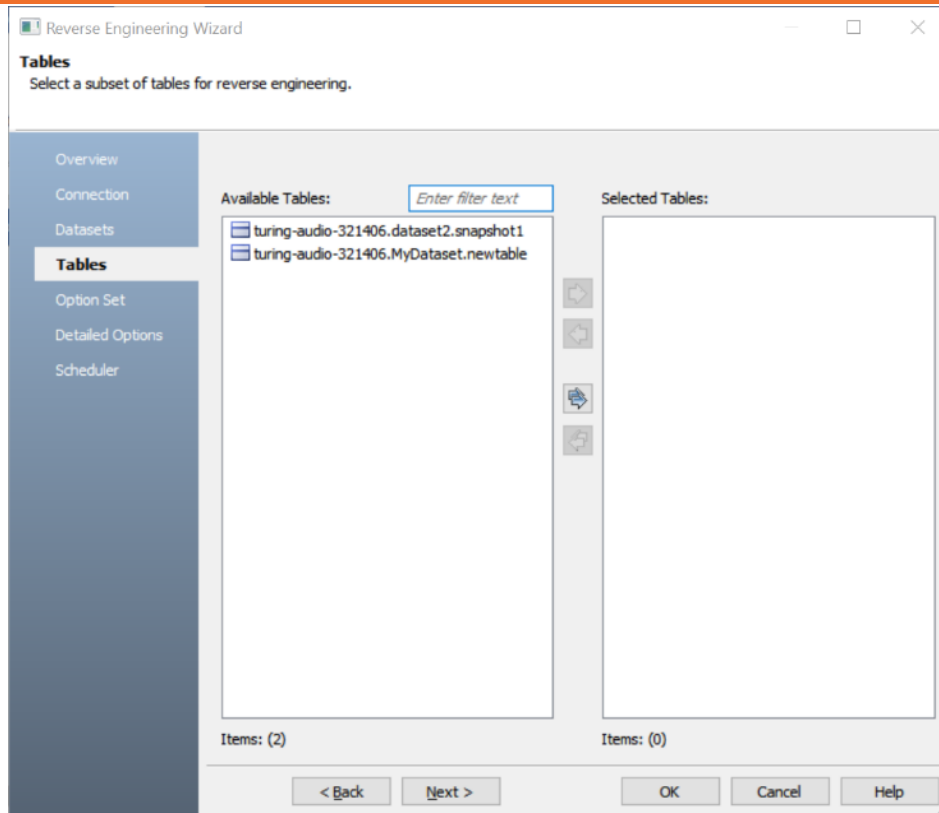 Reverse Engineering Wizard
Tables
Select a subset of tables for reverse engineering.
Overview
Connection
Datasets
Tables
Option Set
Detailed Options
Scheduler
Available Tables:
Enter filter text
turing-audio-321406.dataset2.snapshot1
turing-audio-321406.MyDataset.newtable
Items: (2)
Selected Tables:
Items: (0)
< Back
Next >
OK
Cancel
Help